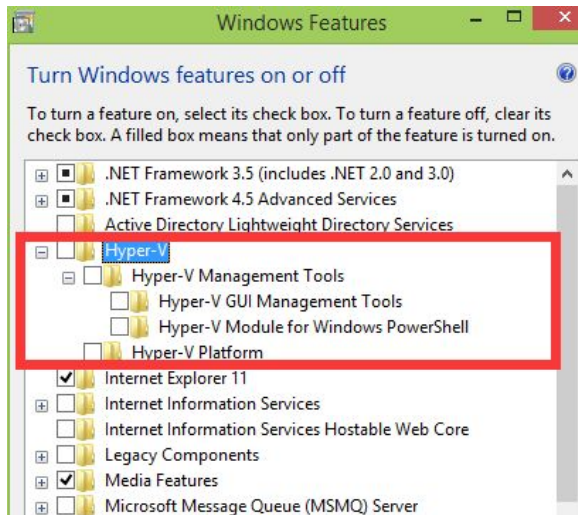 Windows Features
Turn Windows features on or off
To turn a feature on, select its check box. To turn a feature off, clear its
check box. A filled box means that only part of the feature is turned on.
.NET Framework 3.5 (includes .NET 2.0 and 3.0)
.NET Framework 4.5 Advanced Services
Active Directory Lightweight Directory Services
Hyper-V
Hyper-V Management Tools
Hyper-V GUI Management Tools
Hyper-V Module for Windows PowerShell
Hyper-V Platform
Internet Explorer 11
Internet Information Services
Internet Information Services Hostable Web Core
Legacy Components
Media Features
Microsoft Message Queue (MSMQ) Server